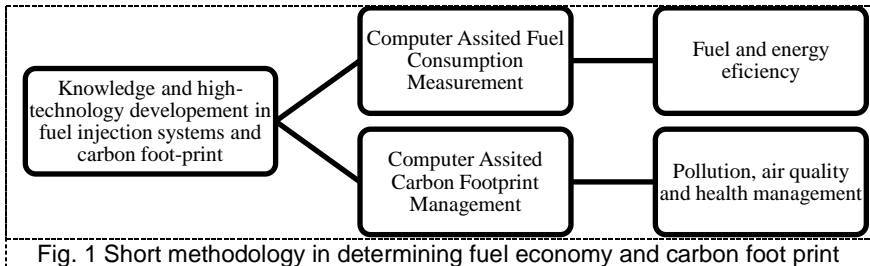 Knowledge and high-
technology developement in
fuel injection systems and
carbon foot-print
Computer Assited Fuel
Consumption
Measurement
Fuel and energy
eficiency
Computer Assited
Carbon Footprint
Management
Pollution, air quality
and health management
Fig. 1 Short methodology in determining fuel economy and carbon foot print